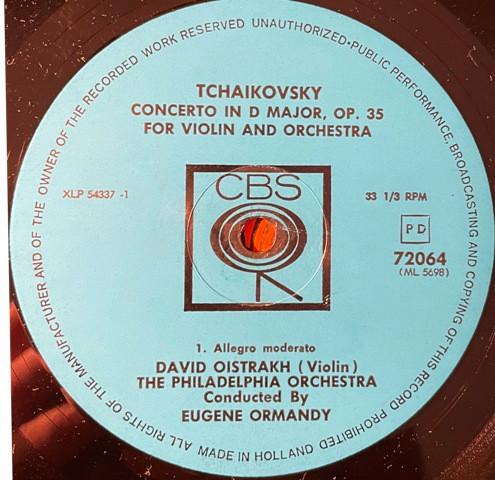 ALL RIGHTS OF THE MANUFACTURER AND OF THE OWNER OF THE RECORDED WORK RESERVED UNAUTHORIZED·PUBLIC PERFORMANCE, BROADCASTING AND COPYING OF THIS RECORD PROHIBITED
TCHAIKOVSKY
CONCERTO IN D MAJOR, OP. 35
FOR VIOLIN AND ORCHESTRA
CBS
XLP 54337 -1
33 1/3 RPM
PD
72064
(ML 5698)
1. Allegro moderato
DAVID OISTRAKH (Violin)
THE PHILADELPHIA ORCHESTRA
Conducted By
EUGENE ORMANDY
MADE IN HOLLAND